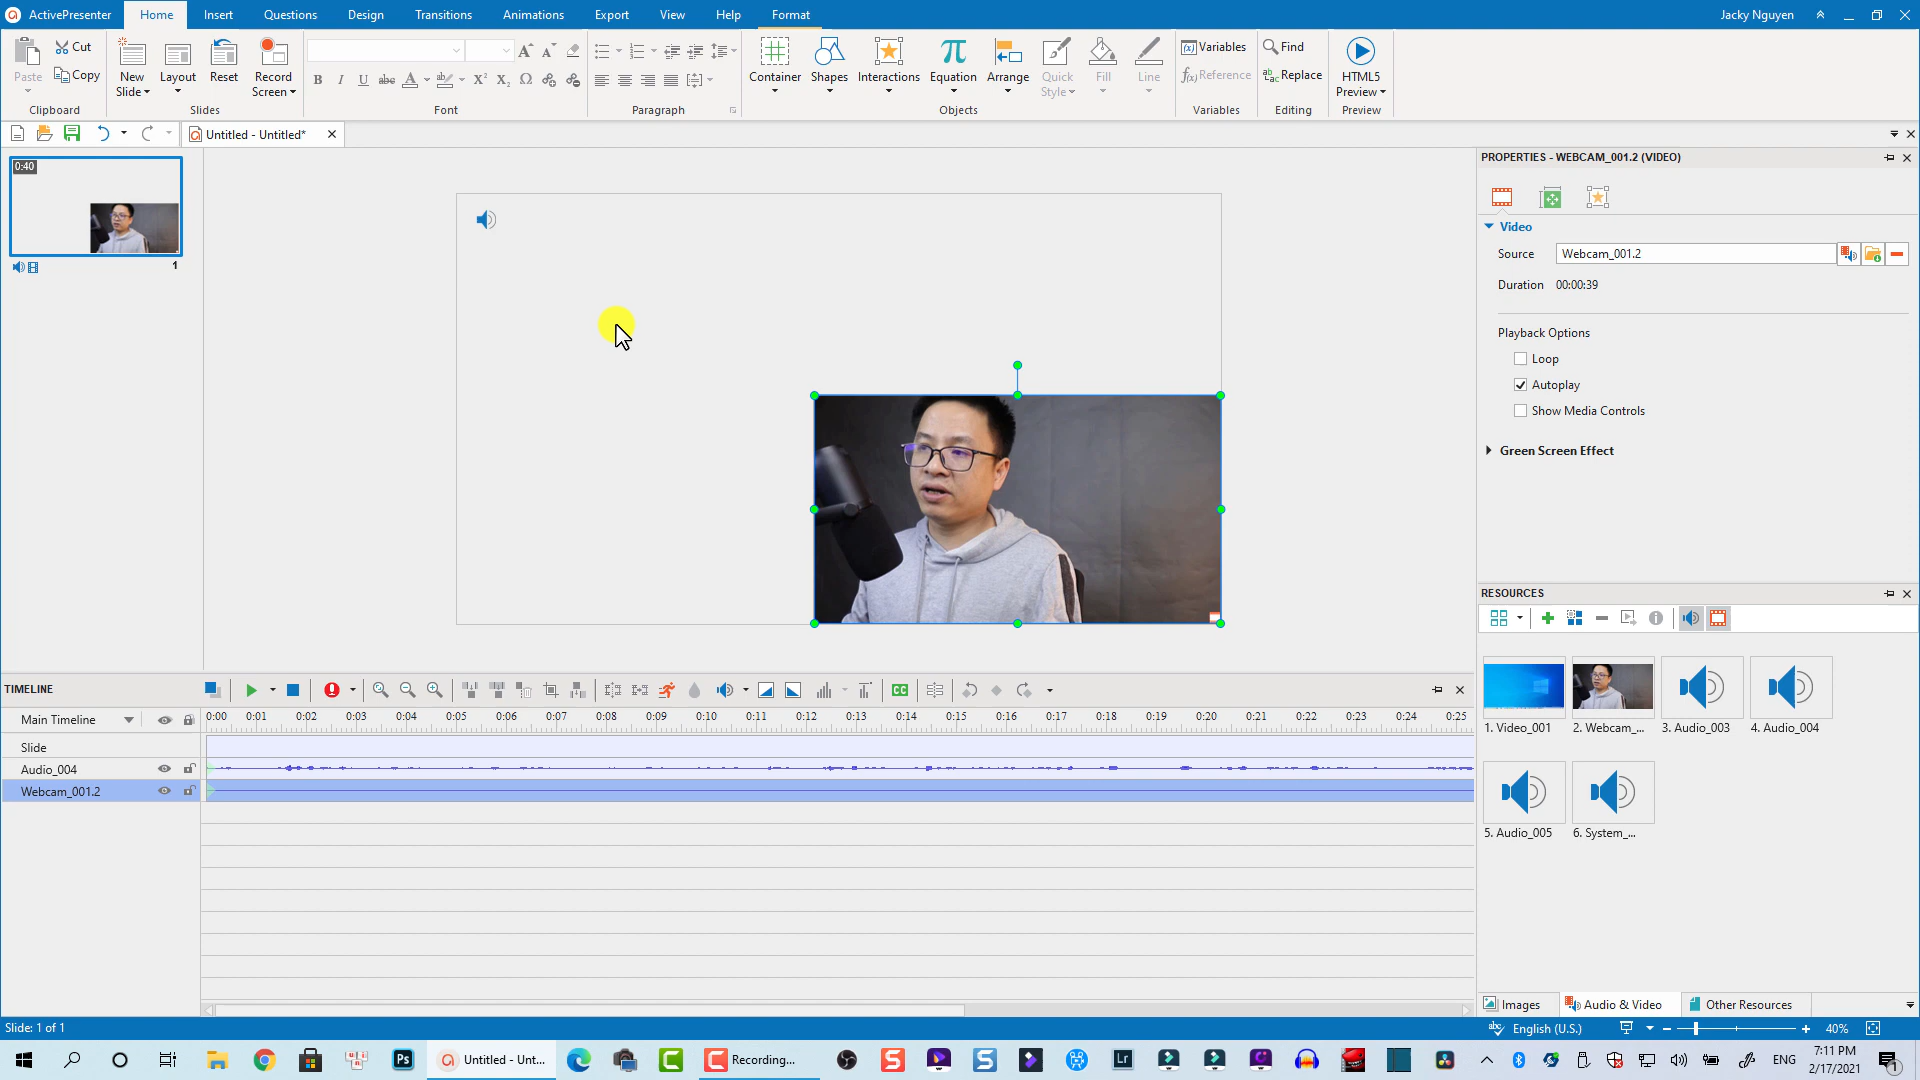 ActivePresenter Home Insert Questions Design Transitions Animations Export View Help Format Jacky Nguyen
Paste
Cut
Copy
Clipboard
New
Slide
Layout
Reset
Record
Screen
Slides
B I U abc A ab X² X₂ Ω
Font
Paragraph
Container
Shapes
Interactions
Equation
Arrange
Quick
Style
Fill
Line
Objects
(x) Variables
f(x) Reference
Variables
Find
Replace
Editing
HTML5
Preview
Preview
Untitled - Untitled*
0:40
1
PROPERTIES - WEBCAM_001.2 (VIDEO)
Video
Source Webcam_001.2
Duration 00:00:39
Playback Options
Loop
Autoplay
Show Media Controls
Green Screen Effect
RESOURCES
1. Video_001 2. Webcam_... 3. Audio_003 4. Audio_004
5. Audio_005 6. System_...
Images Audio & Video Other Resources
TIMELINE
CC
Main Timeline
0:00 0:01 0:02 0:03 0:04 0:05 0:06 0:07 0:08 0:09 0:10 0:11 0:12 0:13 0:14 0:15 0:16 0:17 0:18 0:19 0:20 0:21 0:22 0:23 0:24 0:25
Slide
Audio_004
Webcam_001.2
Slide: 1 of 1
English (U.S.)
40%
Ps
Untitled - Unt...
Recording...
Lr
ENG
7:11 PM
2/17/2021
1